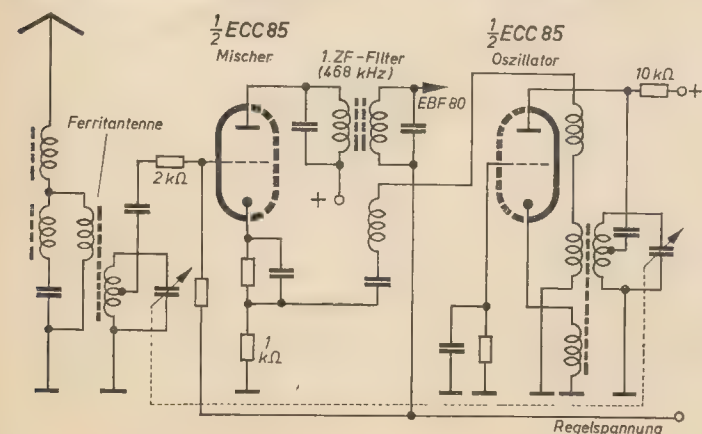 ½ ECC 85
Mischer
1. ZF-Filter
(468 kHz)
EBF 80
½ ECC 85
Oszillator
10 kΩ
+
Ferritantenne
2 kΩ
+
1
kΩ
Regelspannung